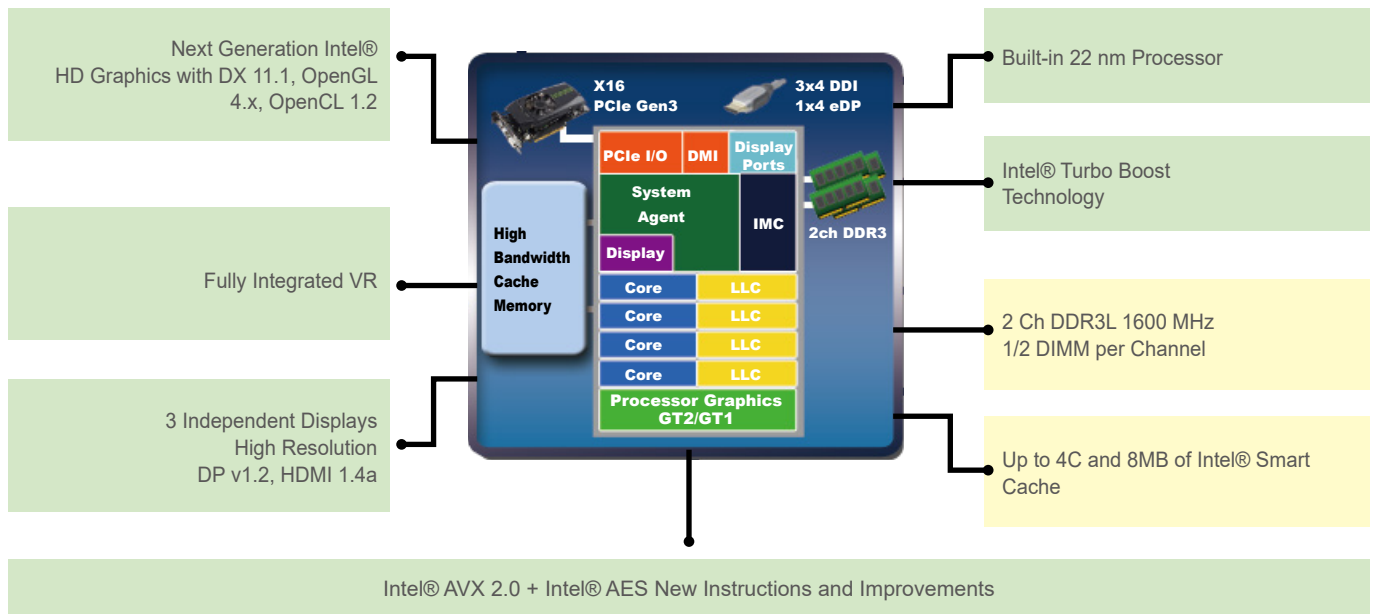 Next Generation Intel®
HD Graphics with DX 11.1, OpenGL
4.x, OpenCL 1.2
Fully Integrated VR
3 Independent Displays
High Resolution
DP v1.2, HDMI 1.4a
X16
PCIe Gen3
3x4 DDI
1x4 eDP
PCIe I/O
DMI
Display
Ports
System
Agent
IMC
Display
2ch DDR3
High
Bandwidth
Cache
Memory
Core
LLC
Core
LLC
Core
LLC
Core
LLC
Processor Graphics
GT2/GT1
Built-in 22 nm Processor
Intel® Turbo Boost
Technology
2 Ch DDR3L 1600 MHz
1/2 DIMM per Channel
Up to 4C and 8MB of Intel® Smart
Cache
Intel® AVX 2.0 + Intel® AES New Instructions and Improvements